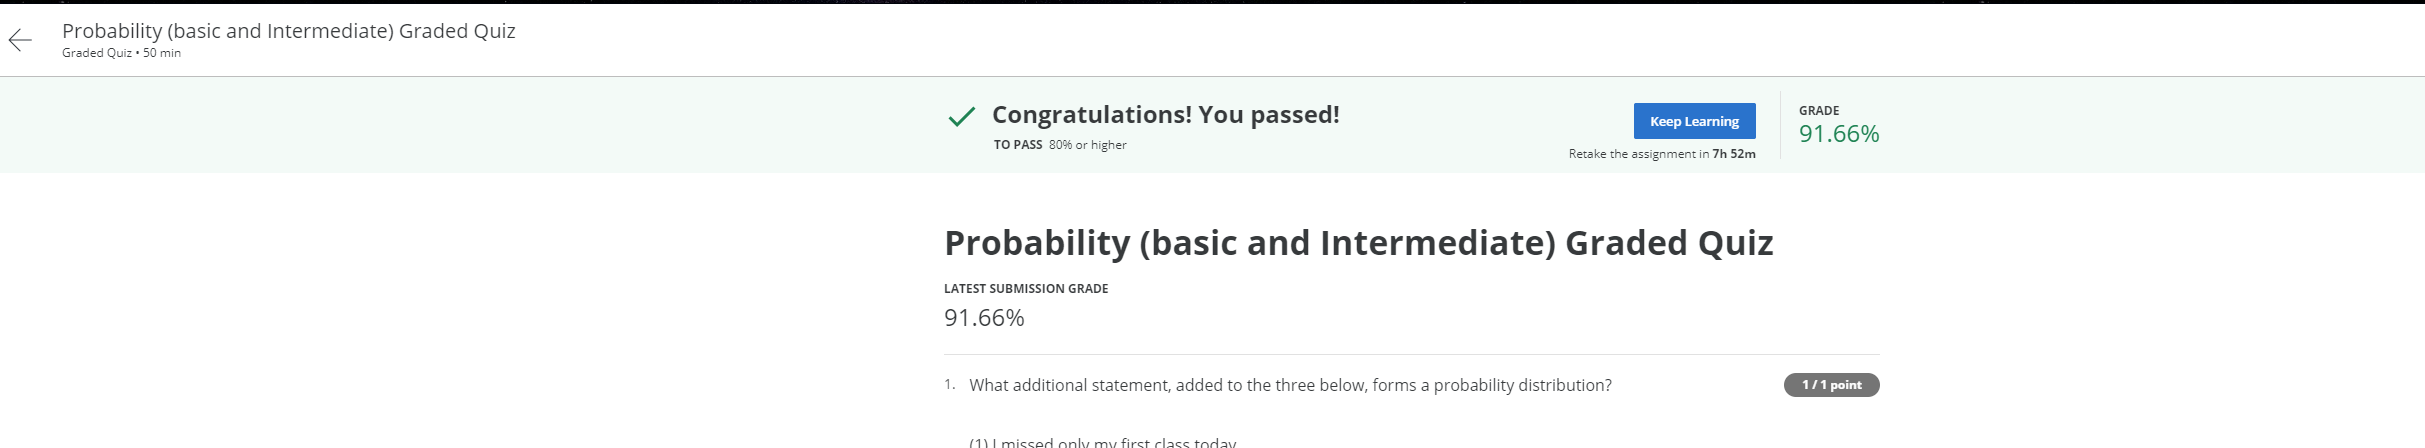 Probability (basic and Intermediate) Graded Quiz
Graded Quiz • 50 min
Congratulations! You passed!
TO PASS 80% or higher
Keep Learning
Retake the assignment in 7h 52m
GRADE
91.66%
Probability (basic and Intermediate) Graded Quiz
LATEST SUBMISSION GRADE
91.66%
1. What additional statement, added to the three below, forms a probability distribution?
1 / 1 point
(1) I missed only my first class today